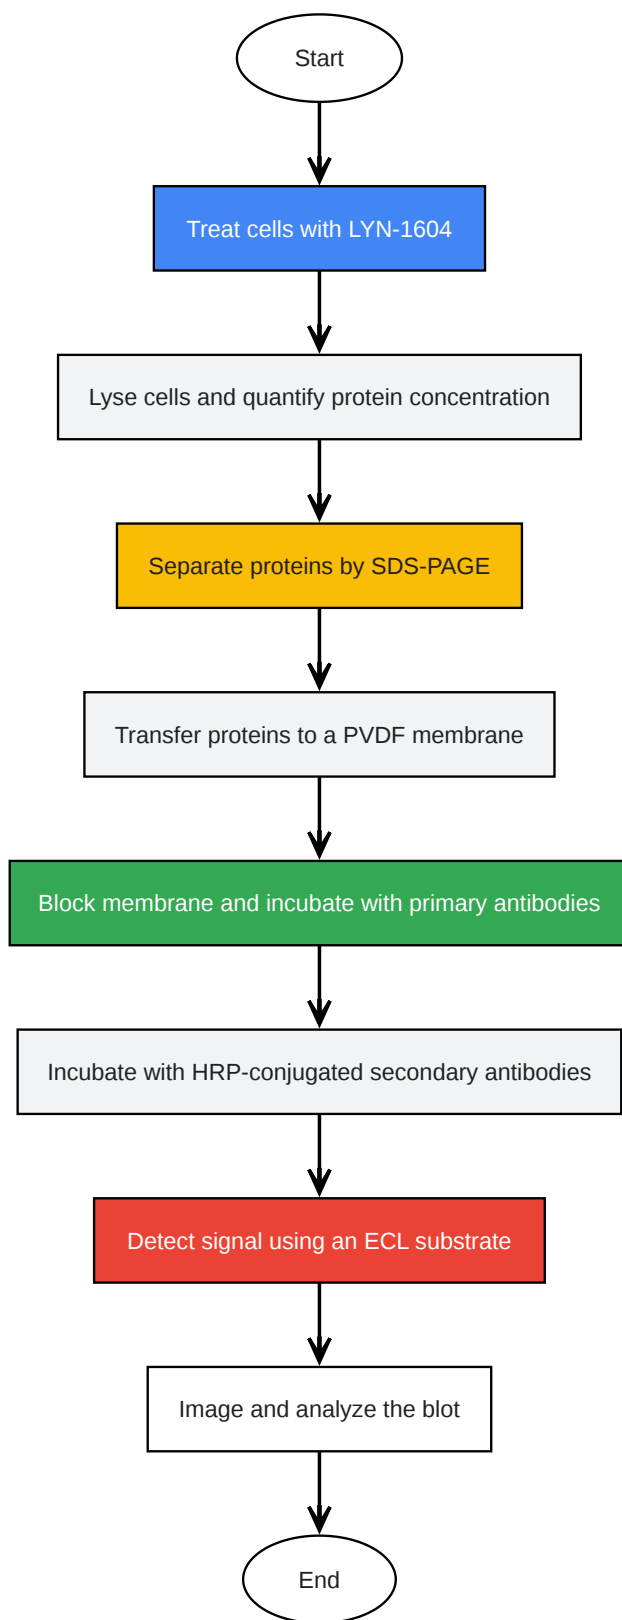 Start
Treat cells with LYN-1604
Lyse cells and quantify protein concentration
Separate proteins by SDS-PAGE
Transfer proteins to a PVDF membrane
Block membrane and incubate with primary antibodies
Incubate with HRP-conjugated secondary antibodies
Detect signal using an ECL substrate
Image and analyze the blot
End